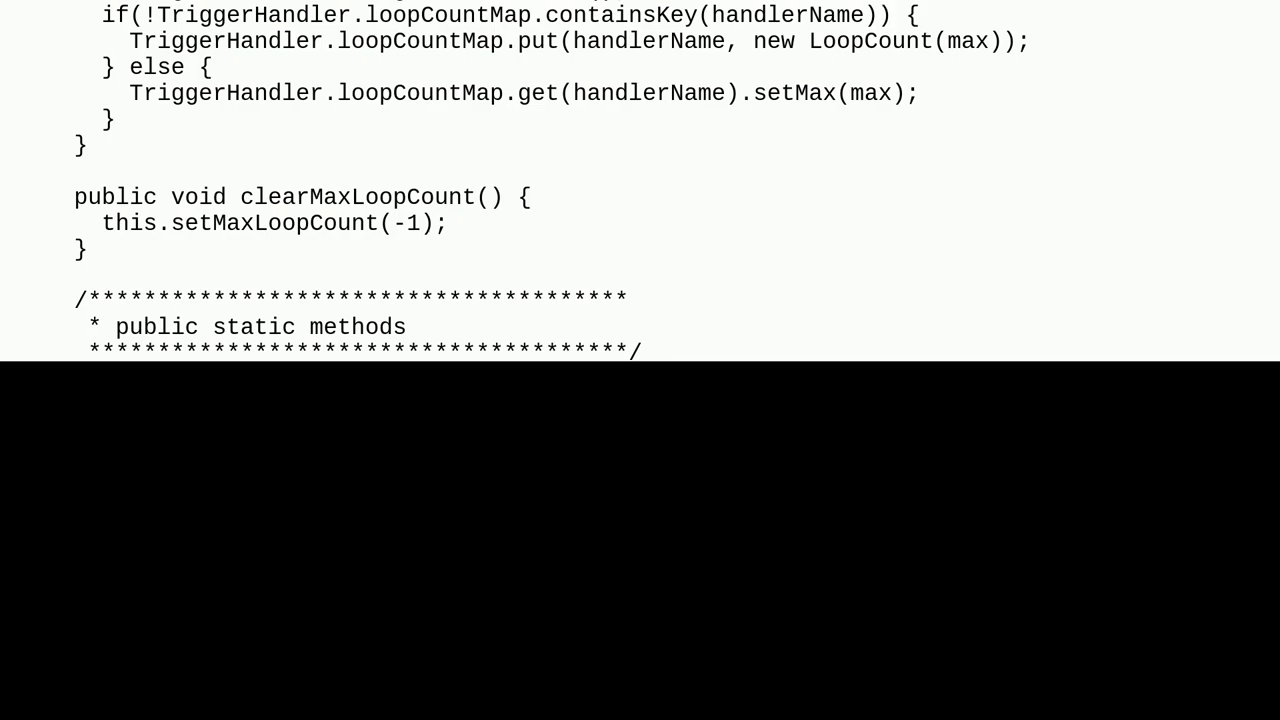 if(!TriggerHandler.loopCountMap.containsKey(handlerName)) {
TriggerHandler.loopCountMap.put(handlerName, new LoopCount(max));
} else {
TriggerHandler.loopCountMap.get(handlerName).setMax(max);
}
}
public void clearMaxLoopCount() {
this.setMaxLoopCount(-1);
}
/***************************************
* public static methods
***************************************/